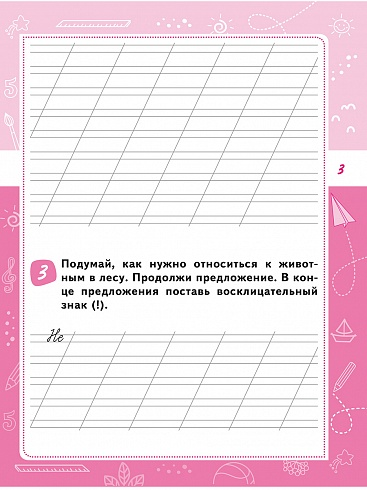 3
3
Подумай, как нужно относиться к живот-
ным в лесу. Продолжи предложение. В кон-
це предложения поставь восклицательный
знак (!).
Не